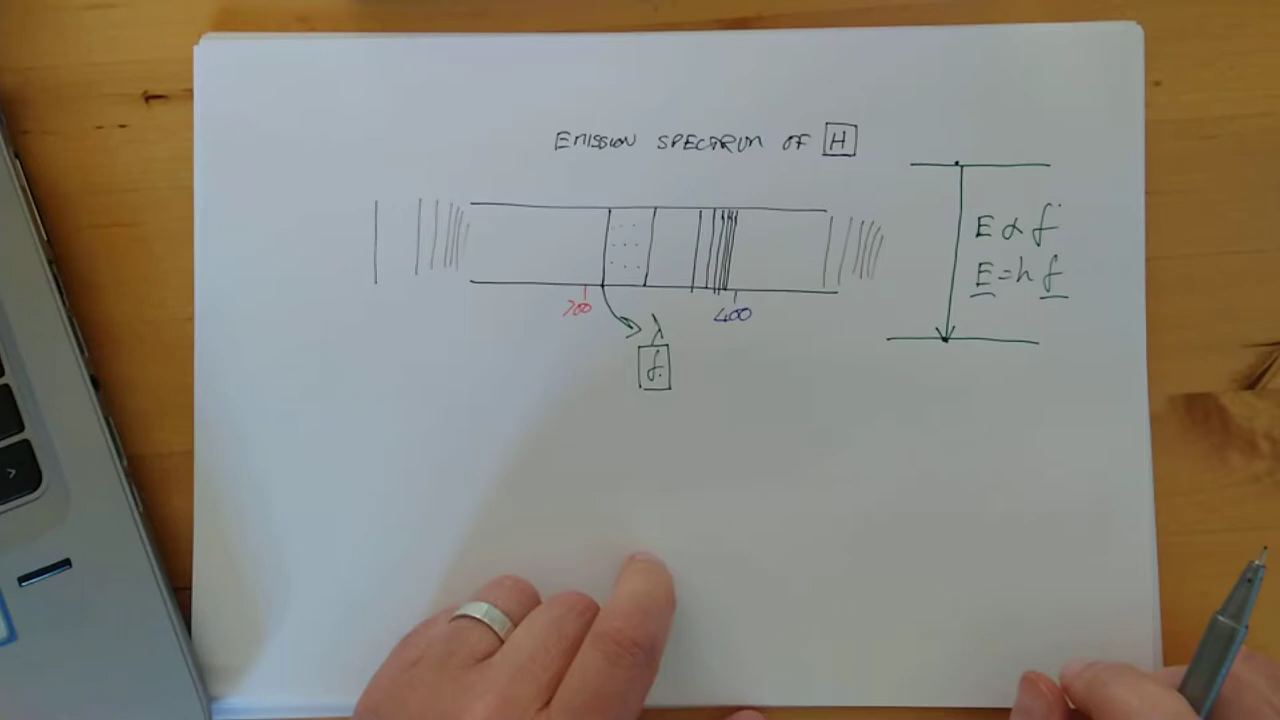 EMISSION SPECTRUM OF H
E α f
E = h f
700
400
λ
f